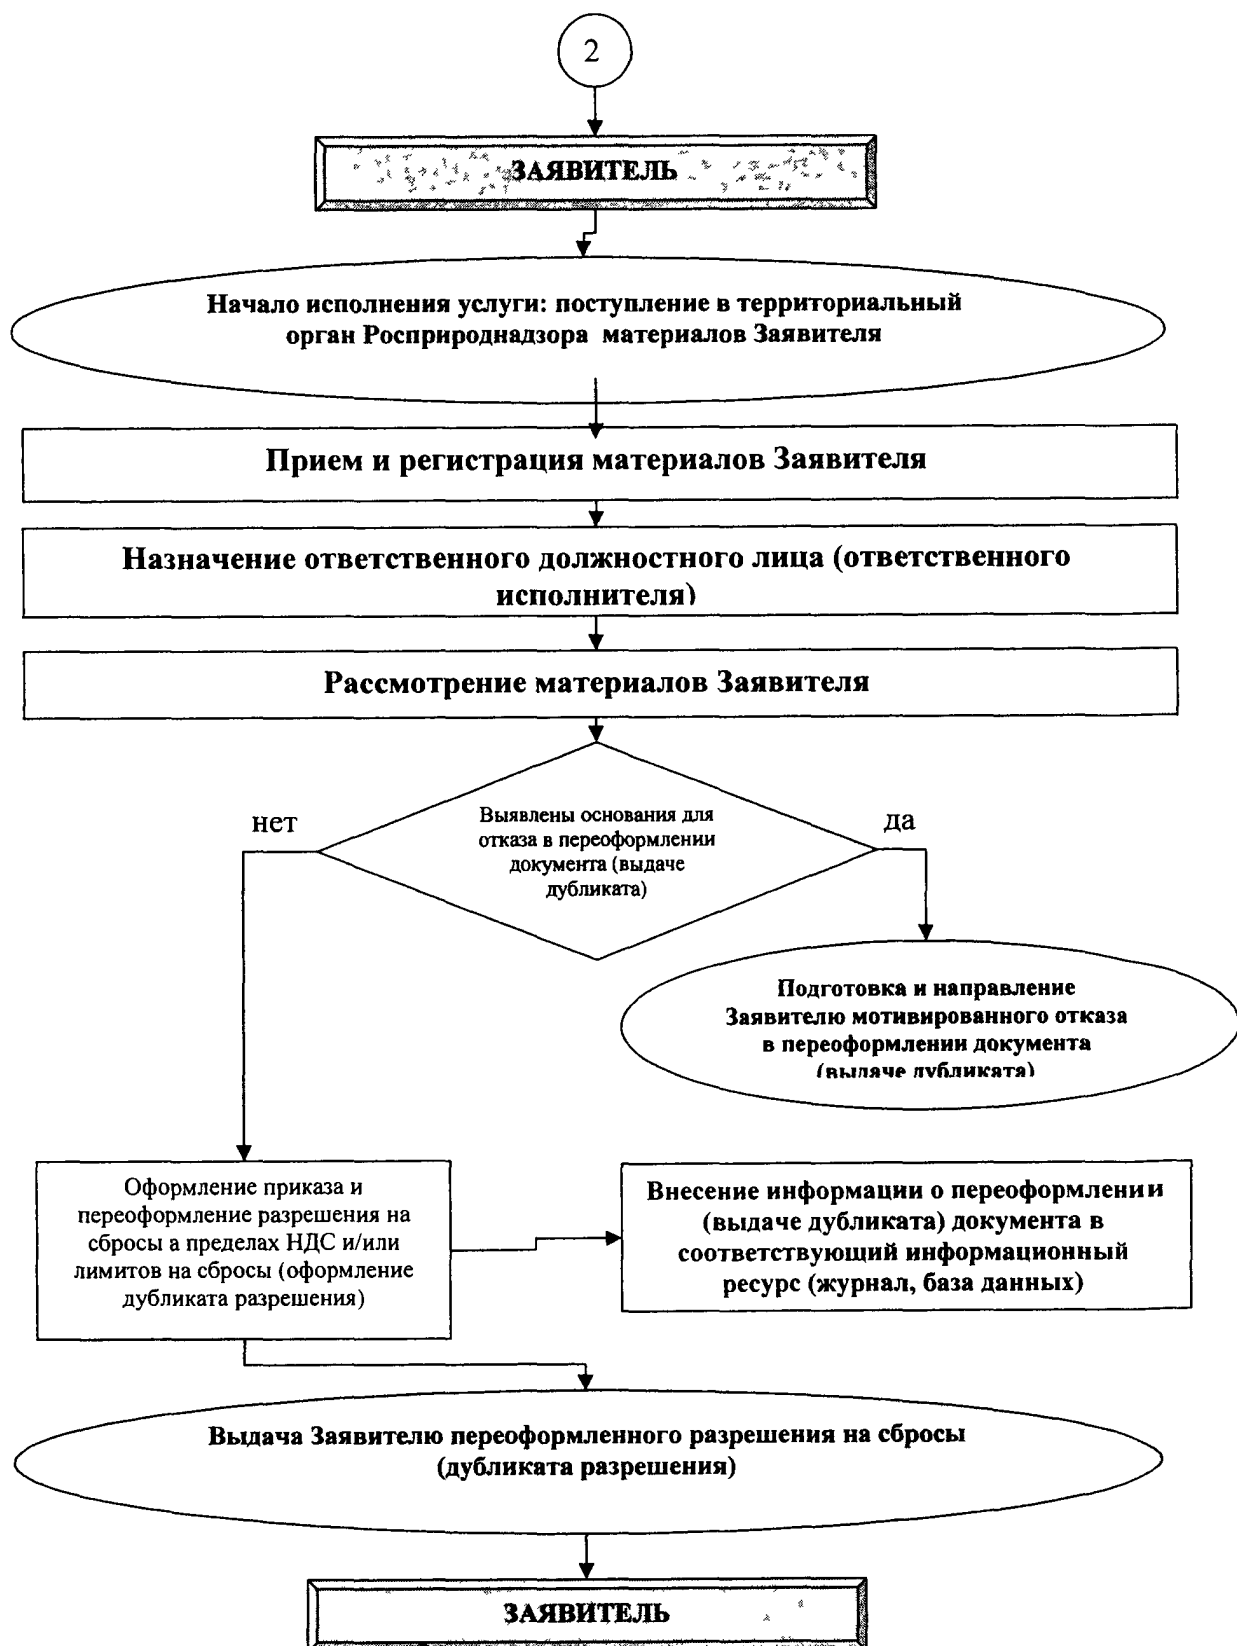 2
ЗАЯВИТЕЛЬ
Начало исполнения услуги: поступление в территориальный
орган Росприроднадзора материалов Заявителя
Прием и регистрация материалов Заявителя
Назначение ответственного должностного лица (ответственного
исполнителя)
Рассмотрение материалов Заявителя
нет
Выявлены основания для
отказа в переоформлении
документа (выдаче
дубликата)
да
Подготовка и направление
Заявителю мотивированного отказа
в переоформлении документа
(выдаче дубликата)
Оформление приказа и
переоформление разрешения на
сбросы а пределах НДС и/или
лимитов на сбросы (оформление
дубликата разрешения)
Внесение информации о переоформлении
(выдаче дубликата) документа в
соответствующий информационный
ресурс (журнал, база данных)
Выдача Заявителю переоформленного разрешения на сбросы
(дубликата разрешения)
ЗАЯВИТЕЛЬ